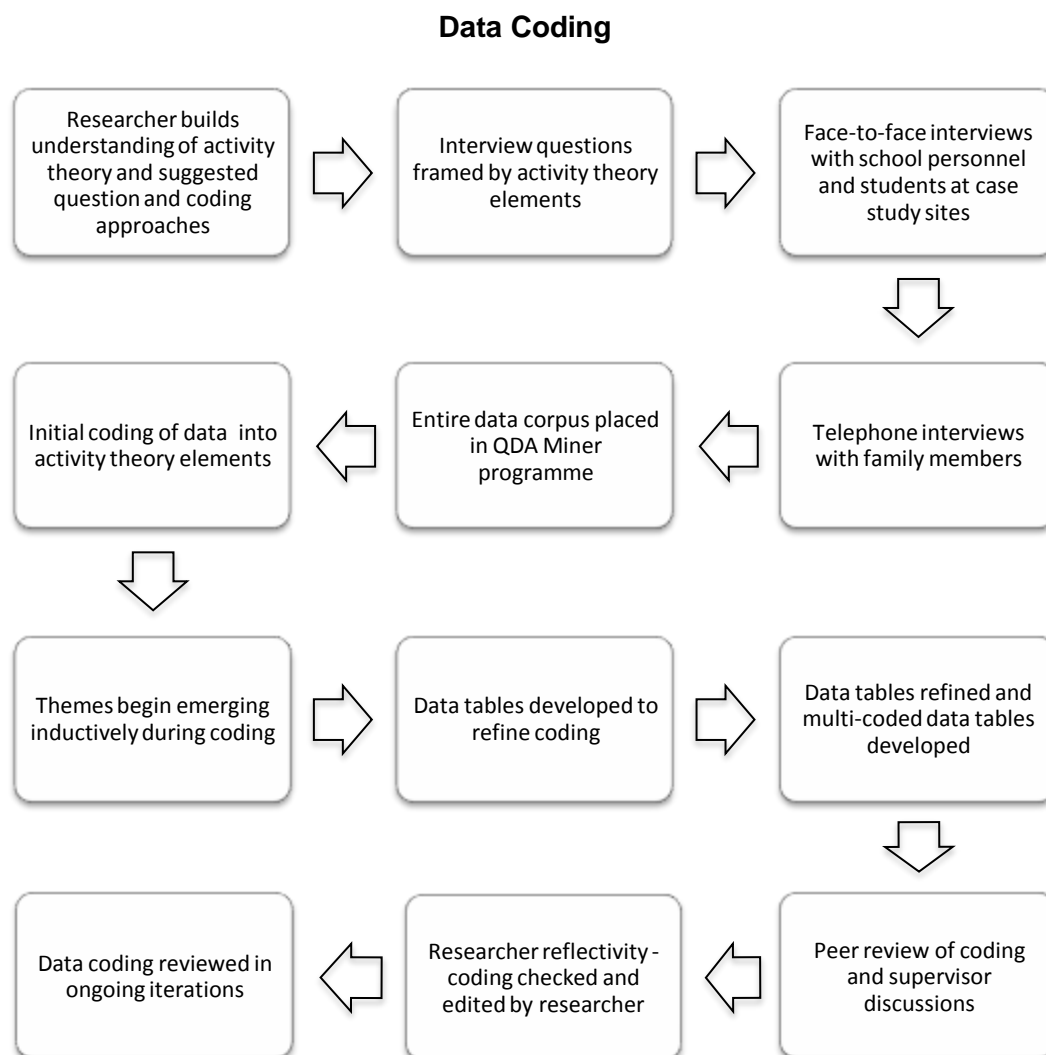 Data Coding
Researcher builds
understanding of activity
theory and suggested
question and coding
approaches
Interview questions
framed by activity theory
elements
Face-to-face interviews
with school personnel
and students at case
study sites
Telephone interviews
with family members
Entire data corpus placed
in QDA Miner
programme
Initial coding of data into
activity theory elements
Themes begin emerging
inductively during coding
Data tables developed to
refine coding
Data tables refined and
multi-coded data tables
developed
Peer review of coding
and supervisor
discussions
Researcher reflectivity -
coding checked and
edited by researcher
Data coding reviewed in
ongoing iterations